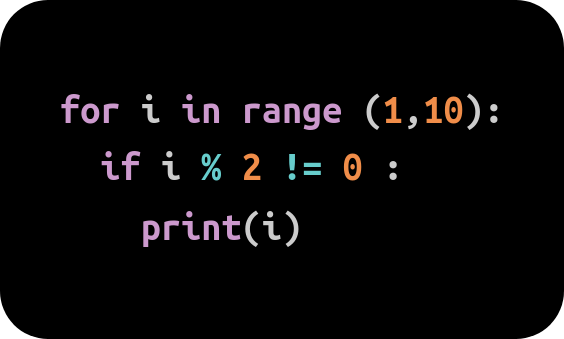 for i in range (1,10):
if i % 2 != 0 :
print(i)